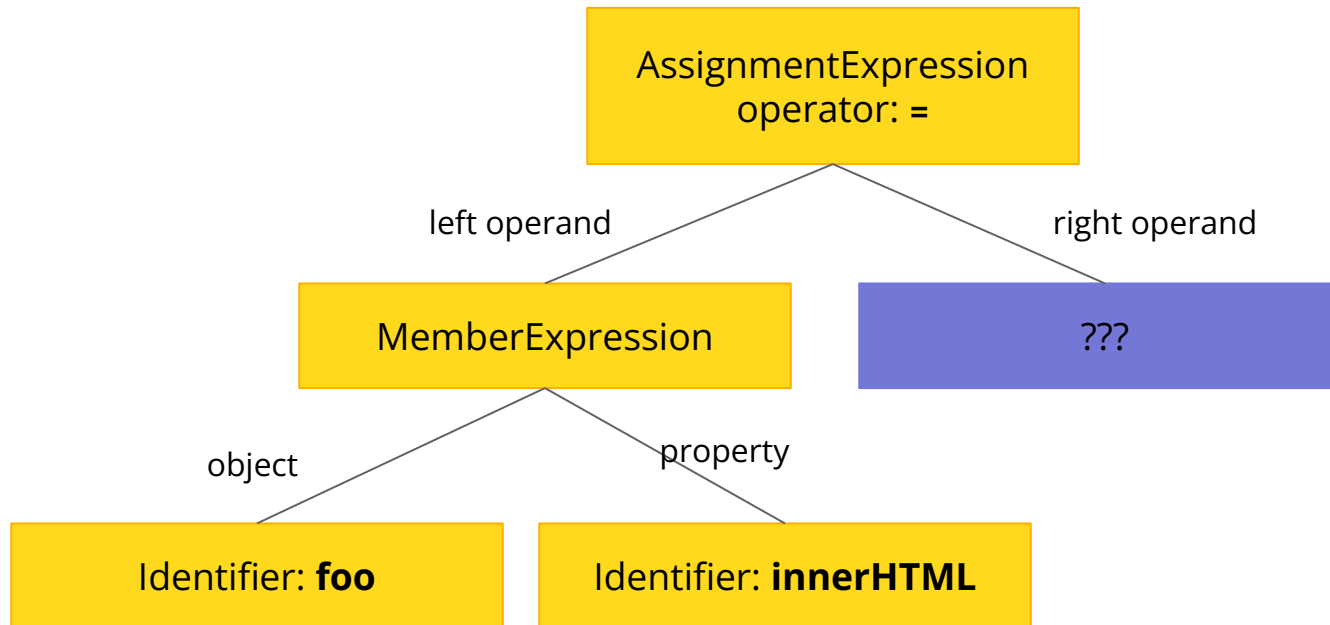 AssignmentExpression
operator: =
left operand
right operand
MemberExpression
???
object
property
Identifier: foo
Identifier: innerHTML